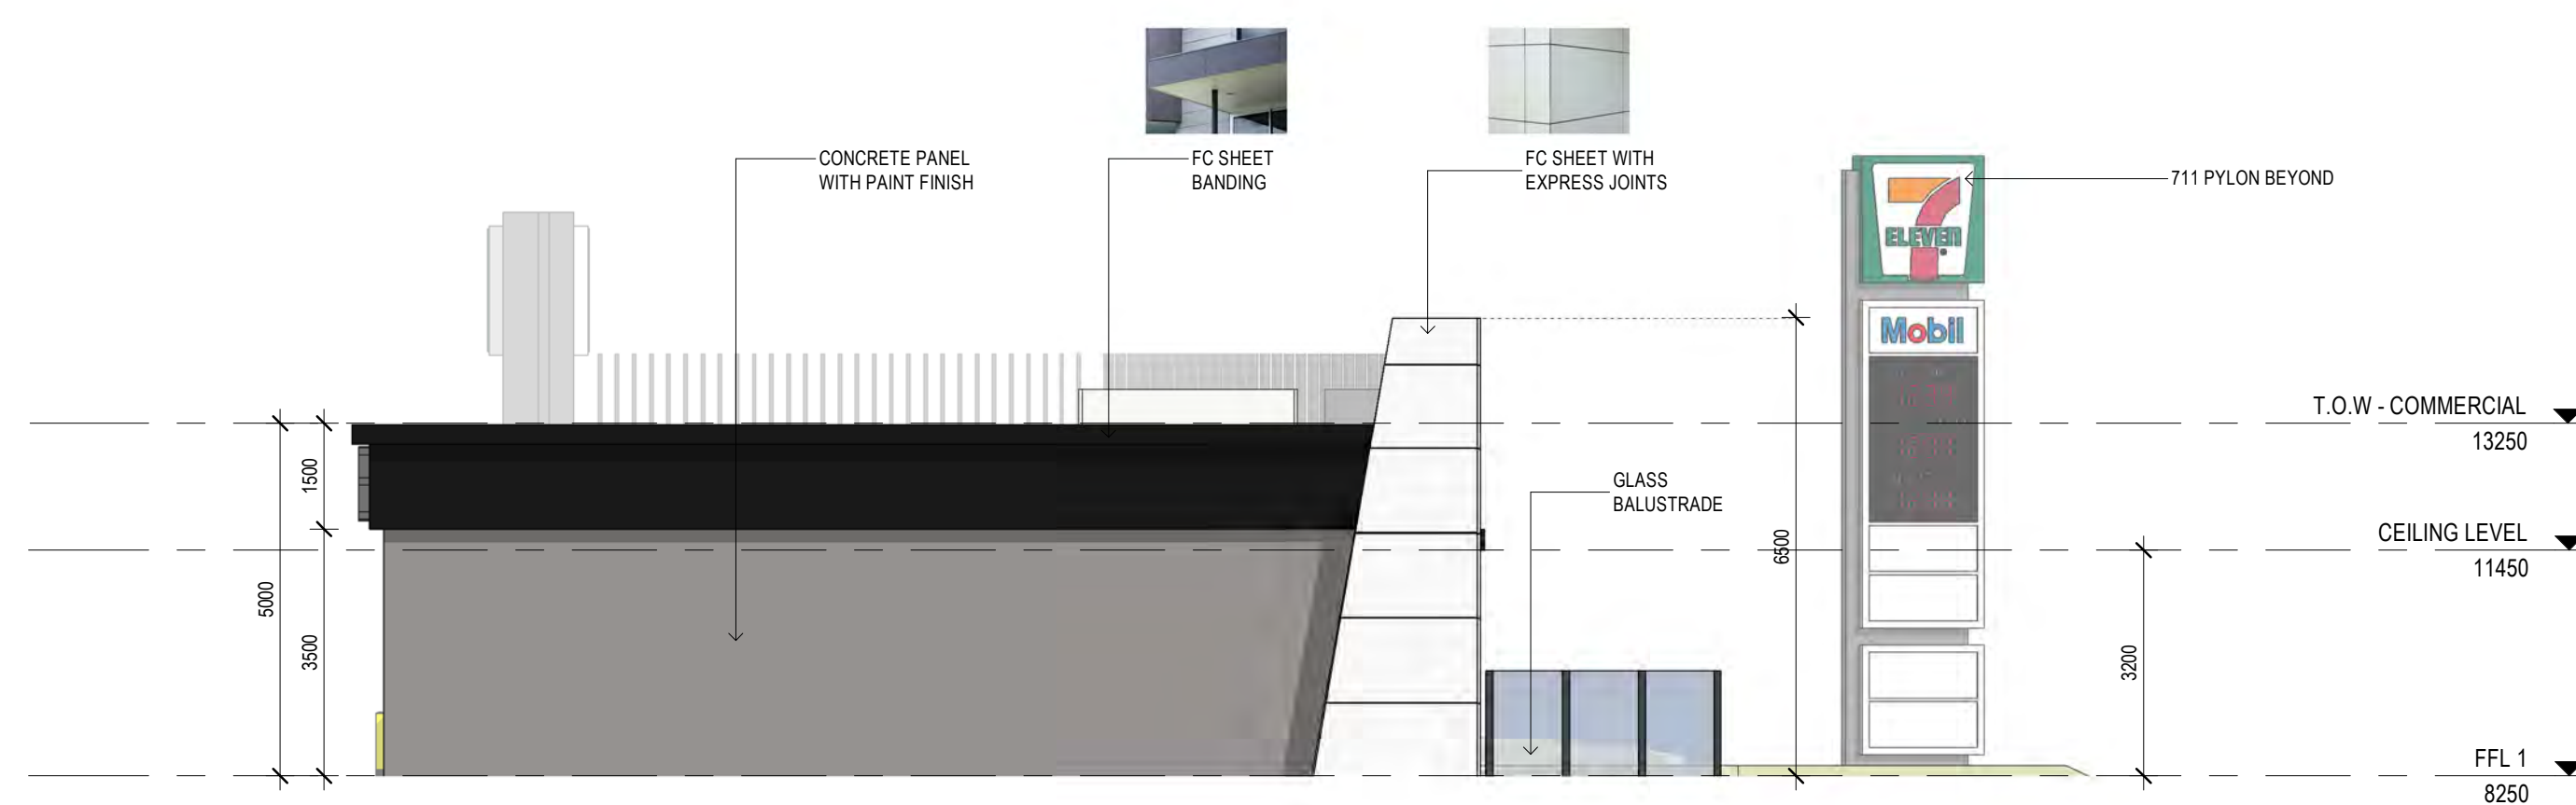 CONCRETE PANEL
WITH PAINT FINISH
FC SHEET
BANDING
FC SHEET WITH
EXPRESS JOINTS
711 PYLON BEYOND
7
ELEVEN
Mobil
T.O.W - COMMERCIAL
13250
GLASS
BALUSTRADE
CEILING LEVEL
11450
FFL 1
8250
5000
1500
3500
6500
3200